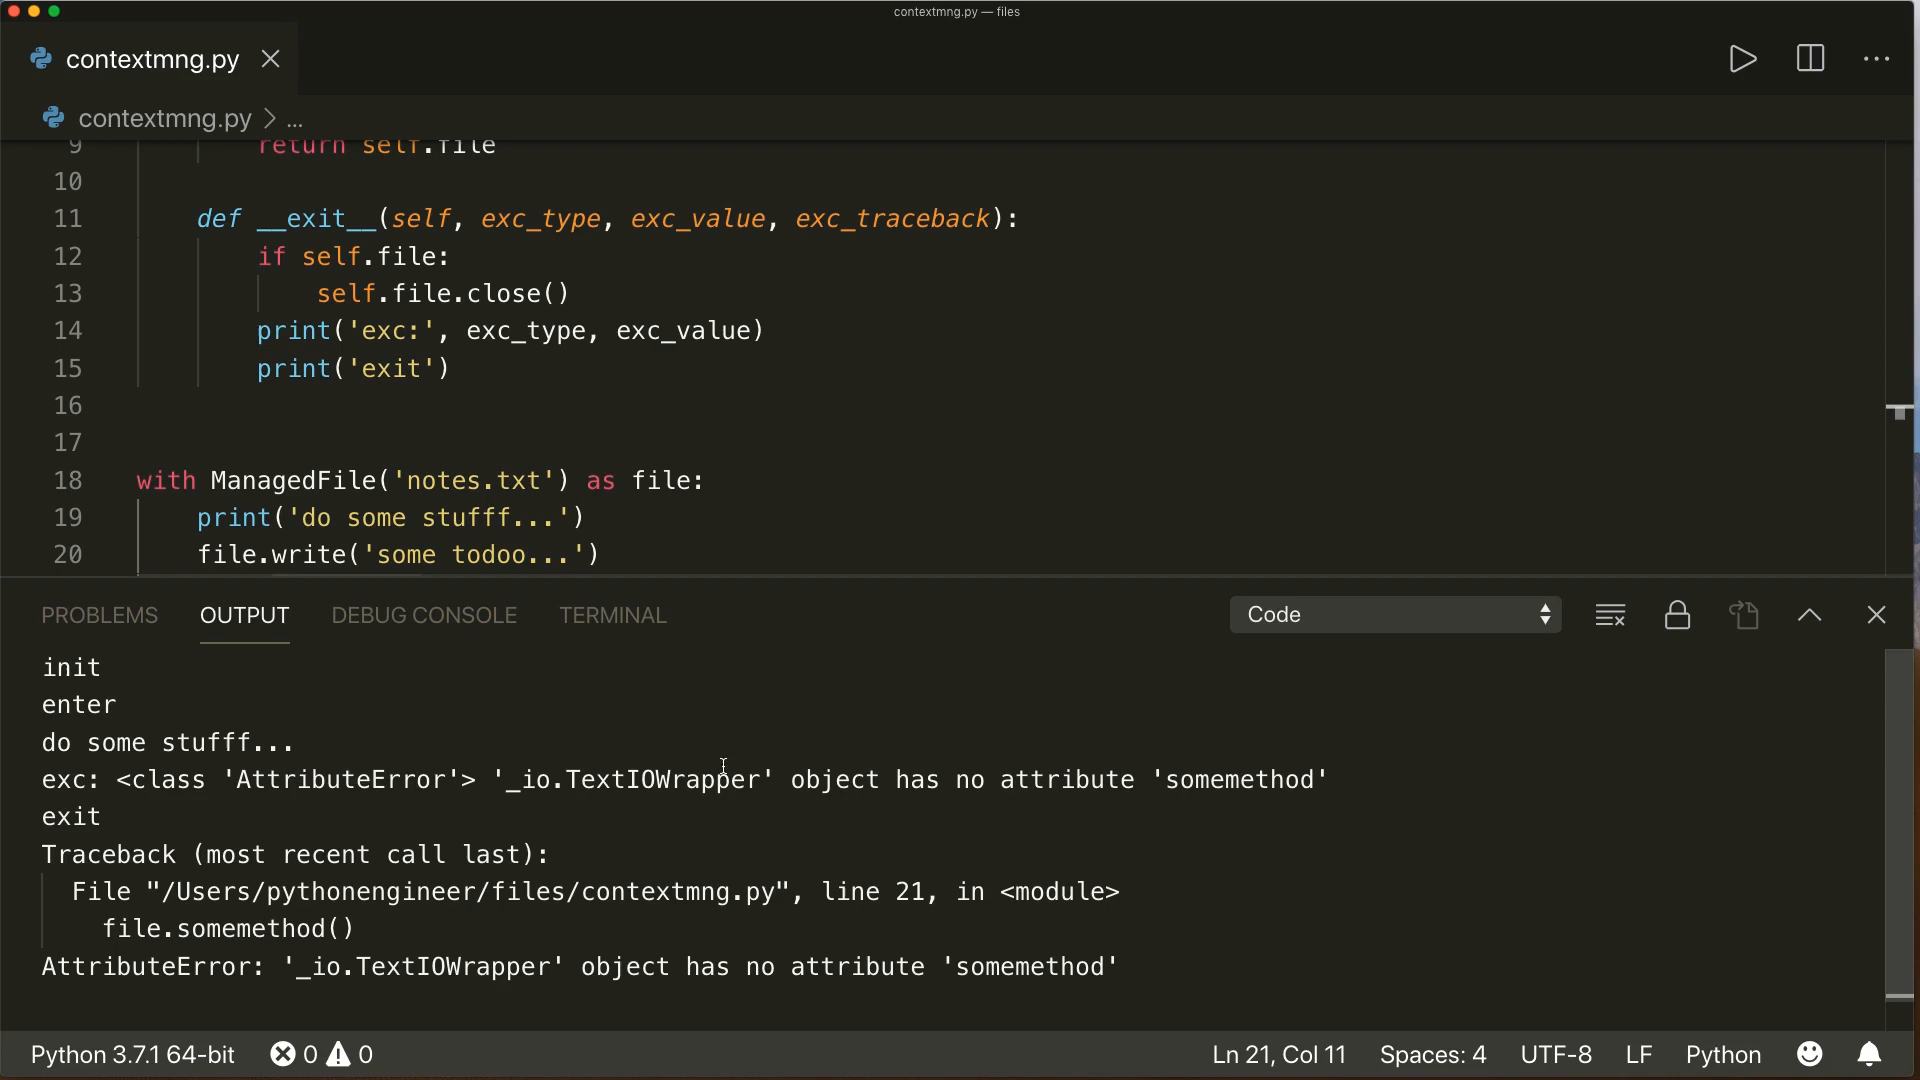 contextmng.py — files
contextmng.py
contextmng.py > ...
9 return self.file
10
11 def __exit__(self, exc_type, exc_value, exc_traceback):
12 if self.file:
13 self.file.close()
14 print('exc:', exc_type, exc_value)
15 print('exit')
16
17
18 with ManagedFile('notes.txt') as file:
19 print('do some stufff...')
20 file.write('some todoo...')
PROBLEMS OUTPUT DEBUG CONSOLE TERMINAL Code
init
enter
do some stufff...
exc: <class 'AttributeError'> '_io.TextIOWrapper' object has no attribute 'somemethod'
exit
Traceback (most recent call last):
File "/Users/pythonengineer/files/contextmng.py", line 21, in <module>
file.somemethod()
AttributeError: '_io.TextIOWrapper' object has no attribute 'somemethod'
Python 3.7.1 64-bit 0 0 Ln 21, Col 11 Spaces: 4 UTF-8 LF Python